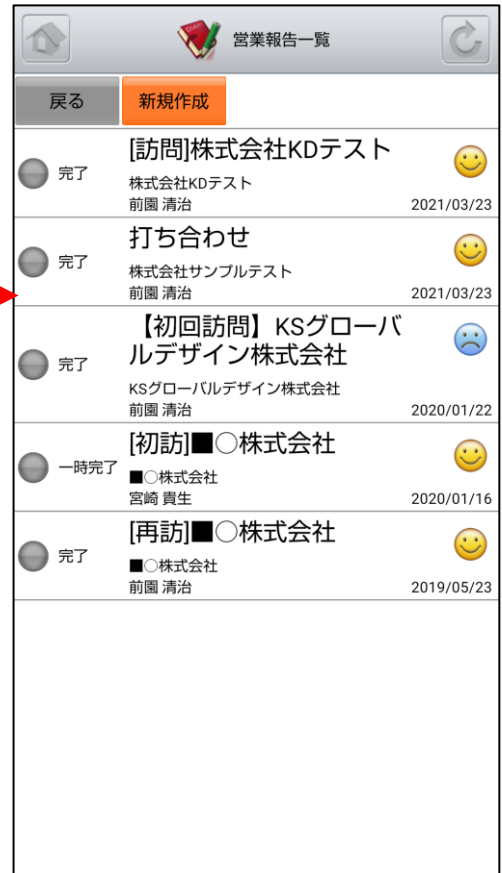 営業報告一覧
戻る
新規作成
[訪問]株式会社KDテスト
完了
株式会社KDテスト
前園 清治
2021/03/23
打ち合わせ
完了
株式会社サンプルテスト
前園 清治
2021/03/23
【初回訪問】KSグローバ
ルデザイン株式会社
完了
KSグローバルデザイン株式会社
前園 清治
2020/01/22
[初訪]■○株式会社
一時完了
■○株式会社
宮崎 貴生
2020/01/16
[再訪]■○株式会社
完了
■○株式会社
前園 清治
2019/05/23